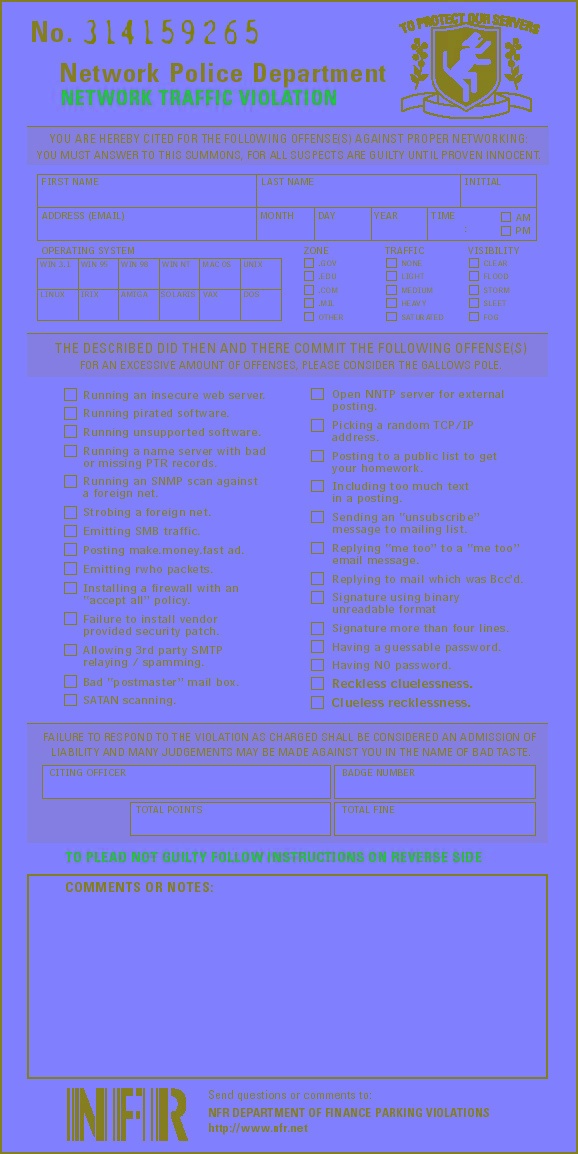 No. 314159265
TO PROTECT OUR SERVERS
Network Police Department
NETWORK TRAFFIC VIOLATION
YOU ARE HEREBY CITED FOR THE FOLLOWING OFFENSE(S) AGAINST PROPER NETWORKING;
YOU MUST ANSWER TO THIS SUMMONS, FOR ALL SUSPECTS ARE GUILTY UNTIL PROVEN INNOCENT.
FIRST NAME LAST NAME INITIAL
ADDRESS (EMAIL) MONTH DAY YEAR TIME : AM
PM
OPERATING SYSTEM ZONE TRAFFIC VISIBILITY
WIN 3.1 WIN 95 WIN 98 WIN NT MAC OS UNIX .GOV NONE CLEAR
.EDU LIGHT FLOOD
LINUX IRIX AMIGA SOLARIS VAX DOS .COM MEDIUM STORM
.MIL HEAVY SLEET
OTHER SATURATED FOG
THE DESCRIBED DID THEN AND THERE COMMIT THE FOLLOWING OFFENSE(S)
FOR AN EXCESSIVE AMOUNT OF OFFENSES, PLEASE CONSIDER THE GALLOWS POLE.
Running an insecure web server.
Running pirated software.
Running unsupported software.
Running a name server with bad
or missing PTR records.
Running an SNMP scan against
a foreign net.
Strobing a foreign net.
Emitting SMB traffic.
Posting make.money.fast ad.
Emitting rwho packets.
Installing a firewall with an
"accept all" policy.
Failure to install vendor
provided security patch.
Allowing 3rd party SMTP
relaying / spamming.
Bad "postmaster" mail box.
SATAN scanning.
Open NNTP server for external
posting.
Picking a random TCP/IP
address.
Posting to a public list to get
your homework.
Including too much text
in a posting.
Sending an "unsubscribe"
message to mailing list.
Replying "me too" to a "me too"
email message.
Replying to mail which was Bcc'd.
Signature using binary
unreadable format
Signature more than four lines.
Having a guessable password.
Having NO password.
Reckless cluelessness.
Clueless recklessness.
FAILURE TO RESPOND TO THE VIOLATION AS CHARGED SHALL BE CONSIDERED AN ADMISSION OF
LIABILITY AND MANY JUDGEMENTS MAY BE MADE AGAINST YOU IN THE NAME OF BAD TASTE.
CITING OFFICER BADGE NUMBER
TOTAL POINTS TOTAL FINE
TO PLEAD NOT GUILTY FOLLOW INSTRUCTIONS ON REVERSE SIDE
COMMENTS OR NOTES:
NFR
Send questions or comments to:
NFR DEPARTMENT OF FINANCE PARKING VIOLATIONS
http://www.nfr.net